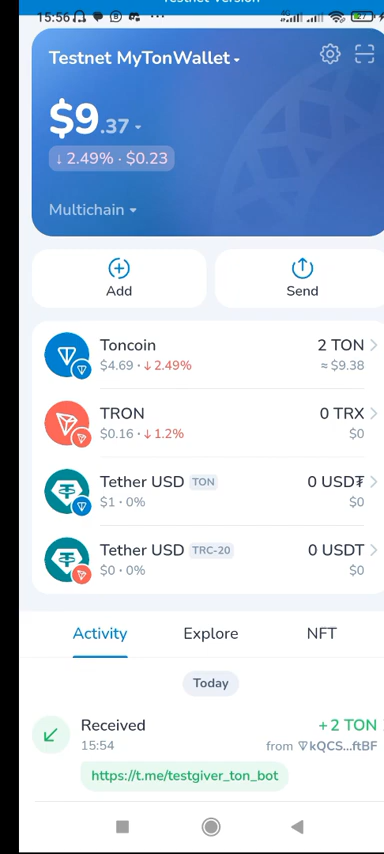 Testnet Version
15:56
Testnet MyTonWallet
$9.37
↓ 2.49% · $0.23
Multichain
Add
Send
Toncoin
2 TON
$4.69 · ↓ 2.49%
≈ $9.38
TRON
0 TRX
$0.16 · ↓ 1.2%
$0
Tether USD TON
0 USD₮
$1 · 0%
$0
Tether USD TRC-20
0 USDT
$0 · 0%
$0
Activity
Explore
NFT
Today
Received
+2 TON
15:54
from kQCS...ftBF
https://t.me/testgiver_ton_bot